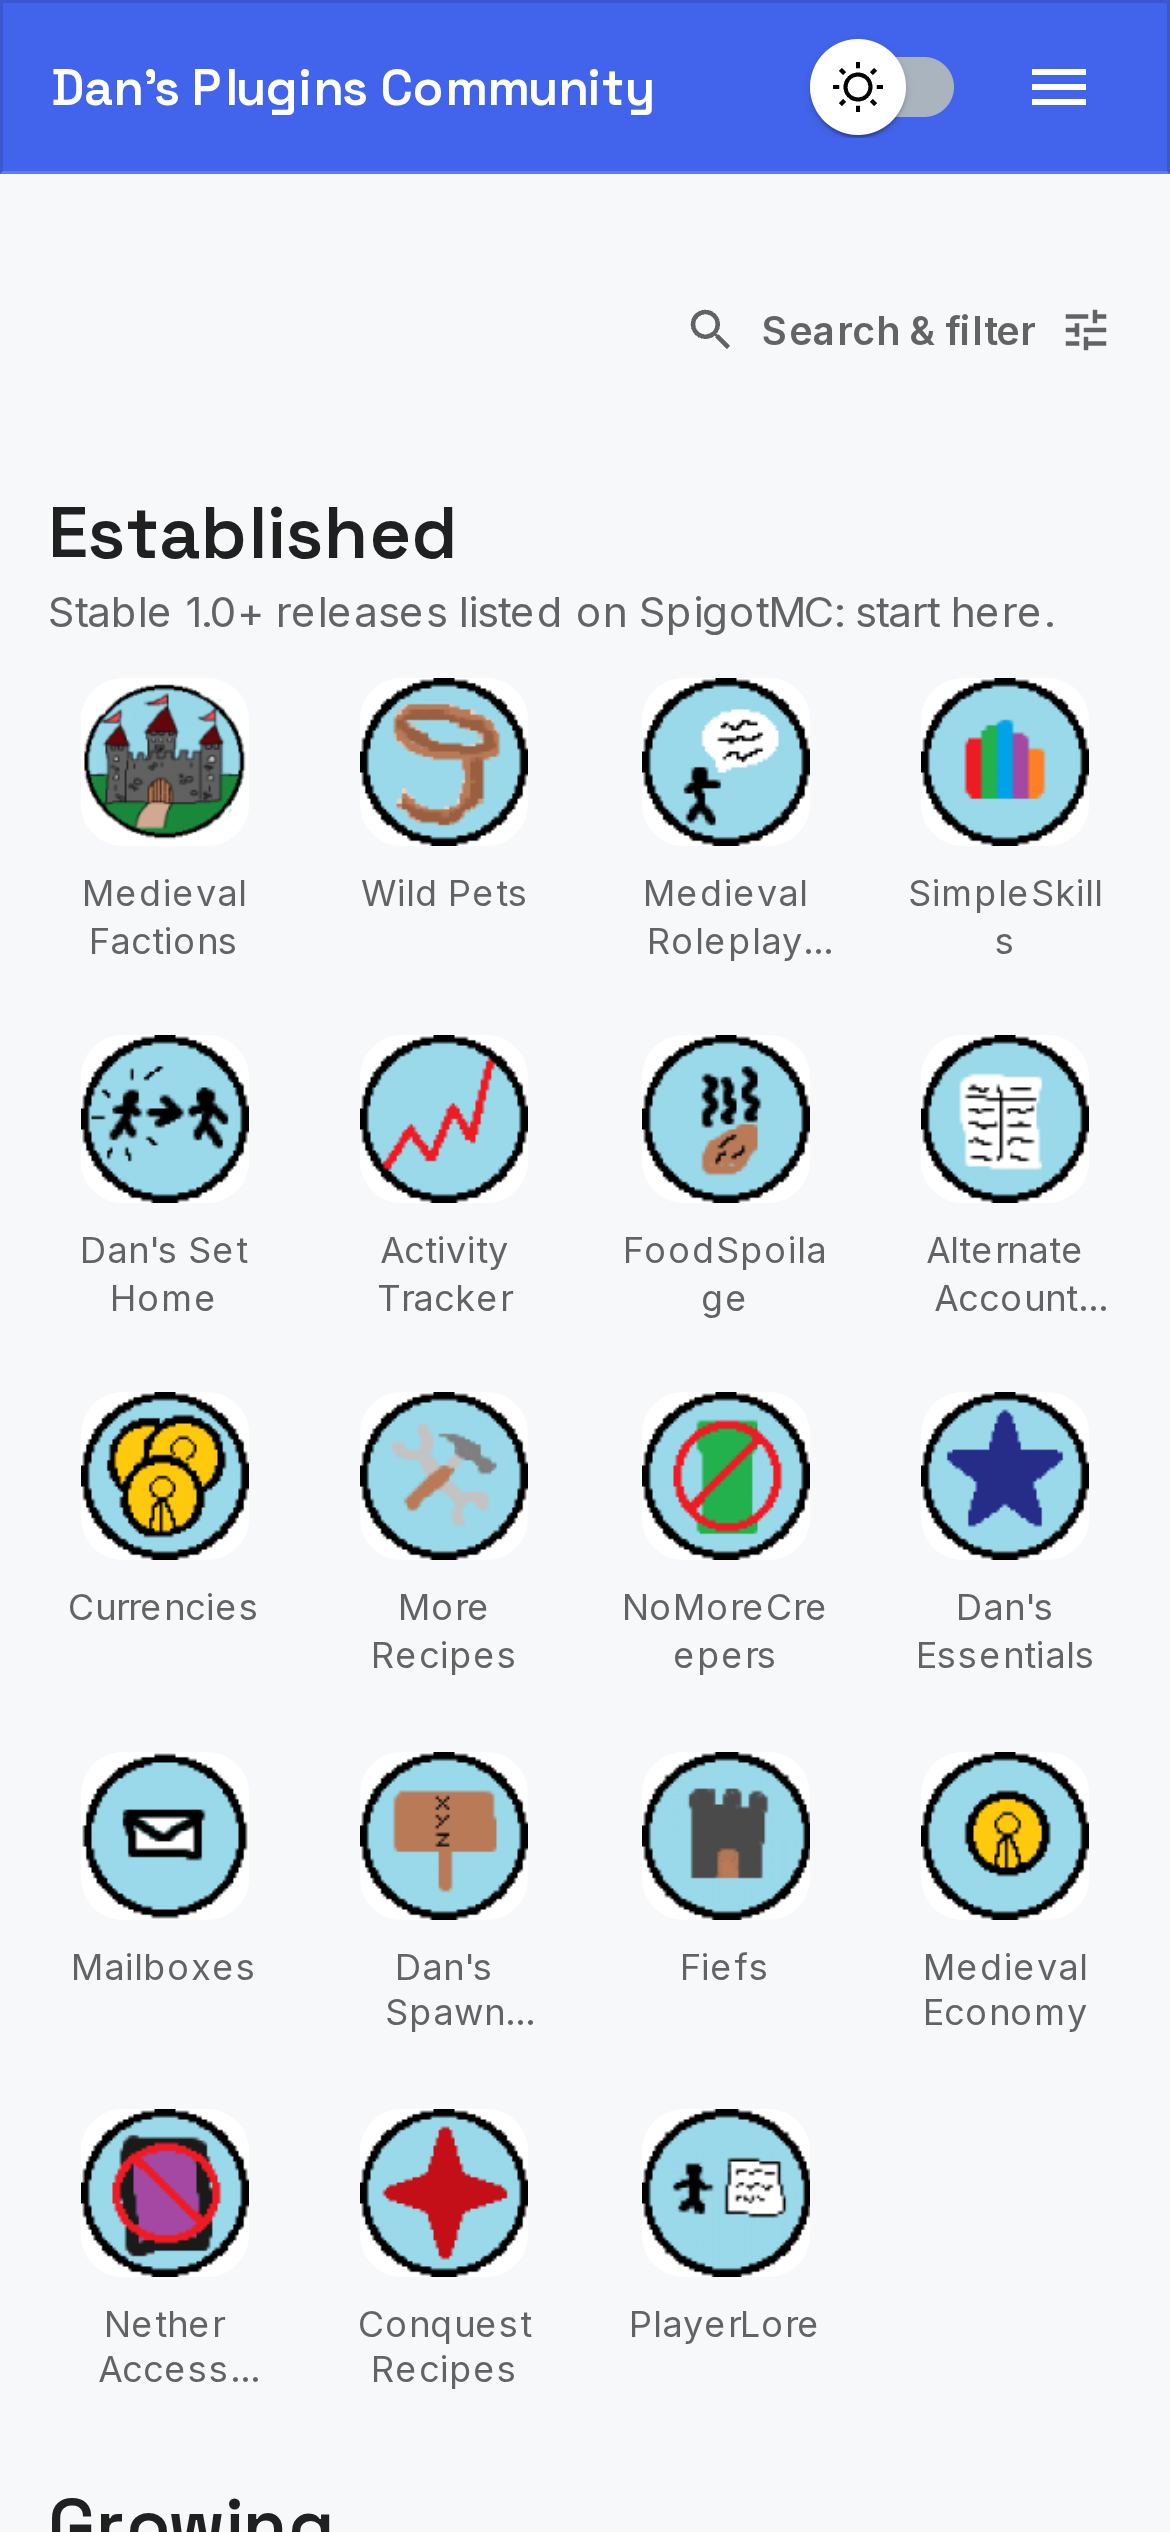 Dan's Plugins Community
Search & filter
Established
Stable 1.0+ releases listed on SpigotMC: start here.
Medieval
Factions
Wild Pets
Medieval
Roleplay...
SimpleSkill
s
Dan's Set
Home
Activity
Tracker
FoodSpoila
ge
Alternate
Account...
Currencies
More
Recipes
NoMoreCre
epers
Dan's
Essentials
Mailboxes
X
Y
Z
Dan's
Spawn...
Fiefs
Medieval
Economy
Nether
Access...
Conquest
Recipes
PlayerLore
Growing